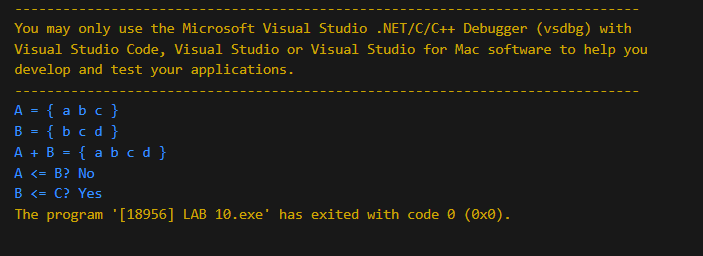 ------------------------------------------------------------------------------
You may only use the Microsoft Visual Studio .NET/C/C++ Debugger (vsdbg) with
Visual Studio Code, Visual Studio or Visual Studio for Mac software to help you
develop and test your applications.
------------------------------------------------------------------------------
A = { a b c }
B = { b c d }
A + B = { a b c d }
A <= B? No
B <= C? Yes
The program '[18956] LAB 10.exe' has exited with code 0 (0x0).